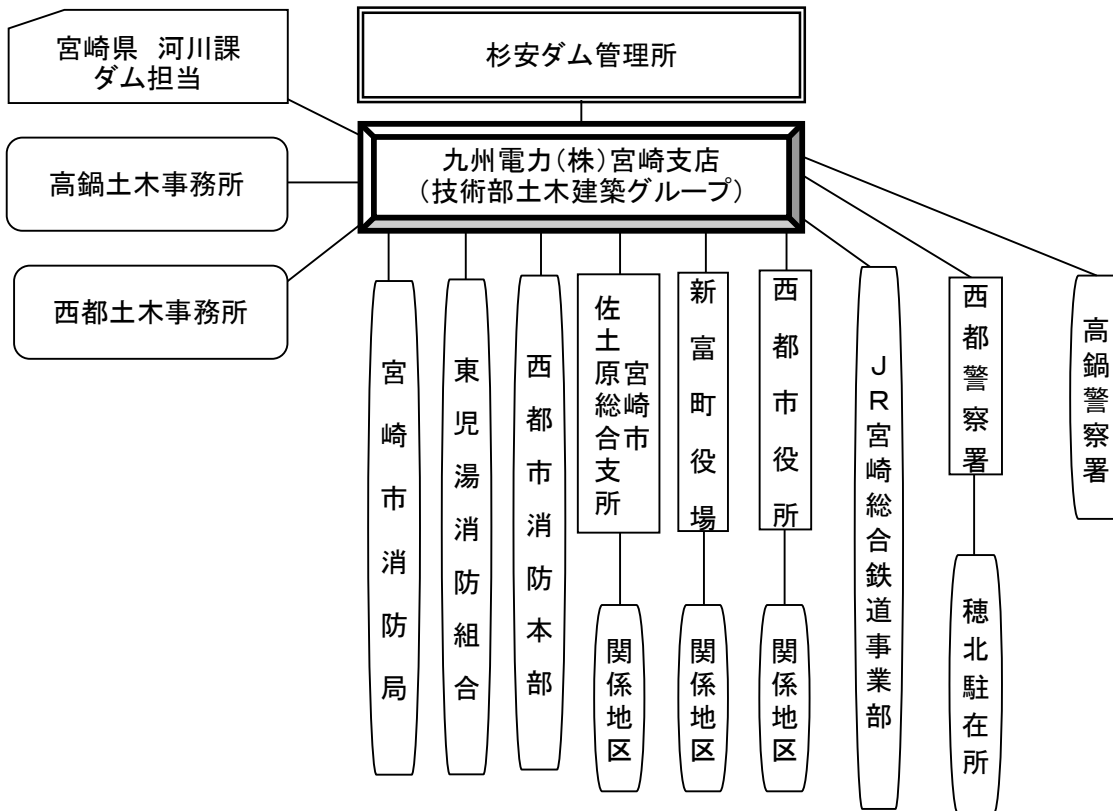 宮崎県 河川課
ダム担当
杉安ダム管理所
九州電力(株)宮崎支店
(技術部土木建築グループ)
高鍋土木事務所
西都土木事務所
宮崎市消防局
東児湯消防組合
西都市消防本部
宮崎市
佐土原総合支所
新富町役場
西都市役所
JR宮崎総合鉄道事業部
西都警察署
高鍋警察署
関係地区
関係地区
関係地区
穂北駐在所